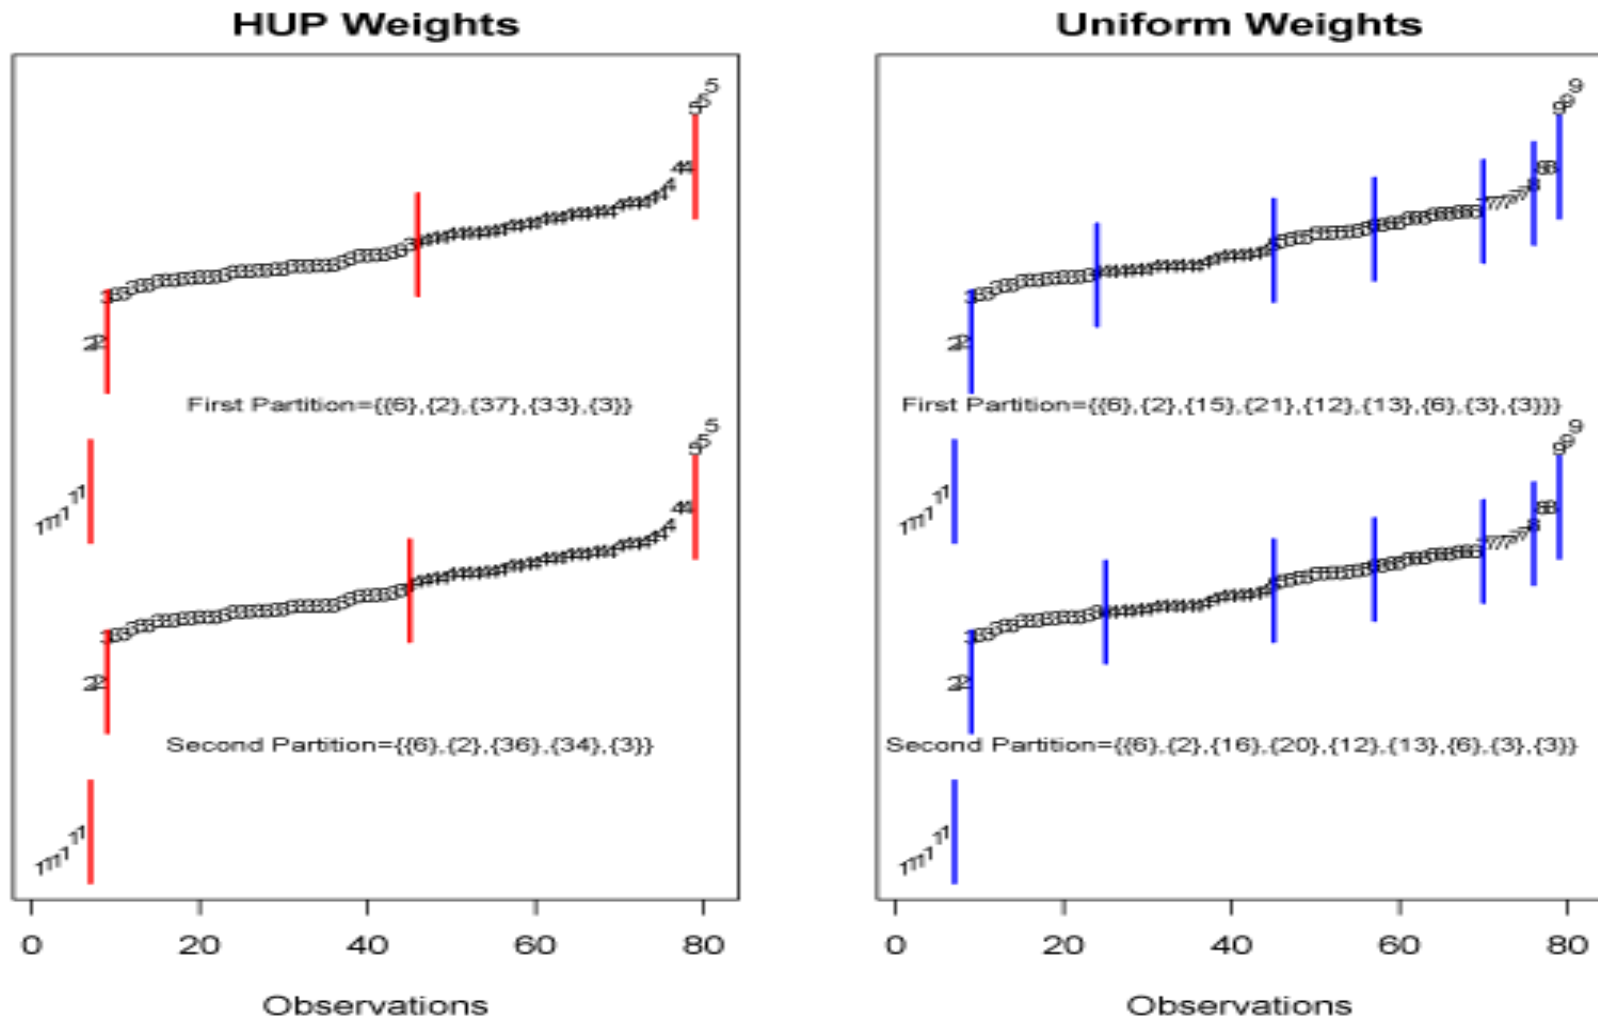 HUP Weights
First Partition={{6},{2},{37},{33},{3}}
Second Partition={{6},{2},{36},{34},{3}}
0 20 40 60 80
Observations
Uniform Weights
First Partition={{6},{2},{15},{21},{12},{13},{6},{3},{3}}}
Second Partition={{6},{2},{16},{20},{12},{13},{6},{3},{3}}
0 20 40 60 80
Observations